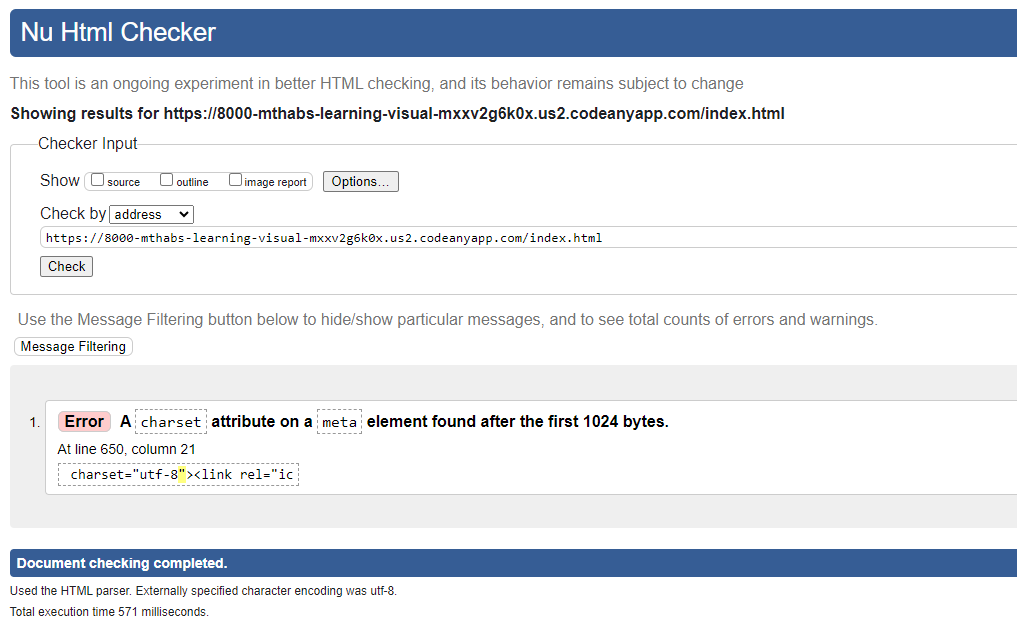 Nu Html Checker
This tool is an ongoing experiment in better HTML checking, and its behavior remains subject to change
Showing results for https://8000-mthabs-learning-visual-mxxv2g6k0x.us2.codeanyapp.com/index.html
Checker Input
Show source outline image report Options...
Check by address
https://8000-mthabs-learning-visual-mxxv2g6k0x.us2.codeanyapp.com/index.html
Check
Use the Message Filtering button below to hide/show particular messages, and to see total counts of errors and warnings.
Message Filtering
1. Error A charset attribute on a meta element found after the first 1024 bytes.
At line 650, column 21
charset="utf-8"><link rel="ic
Document checking completed.
Used the HTML parser. Externally specified character encoding was utf-8.
Total execution time 571 milliseconds.